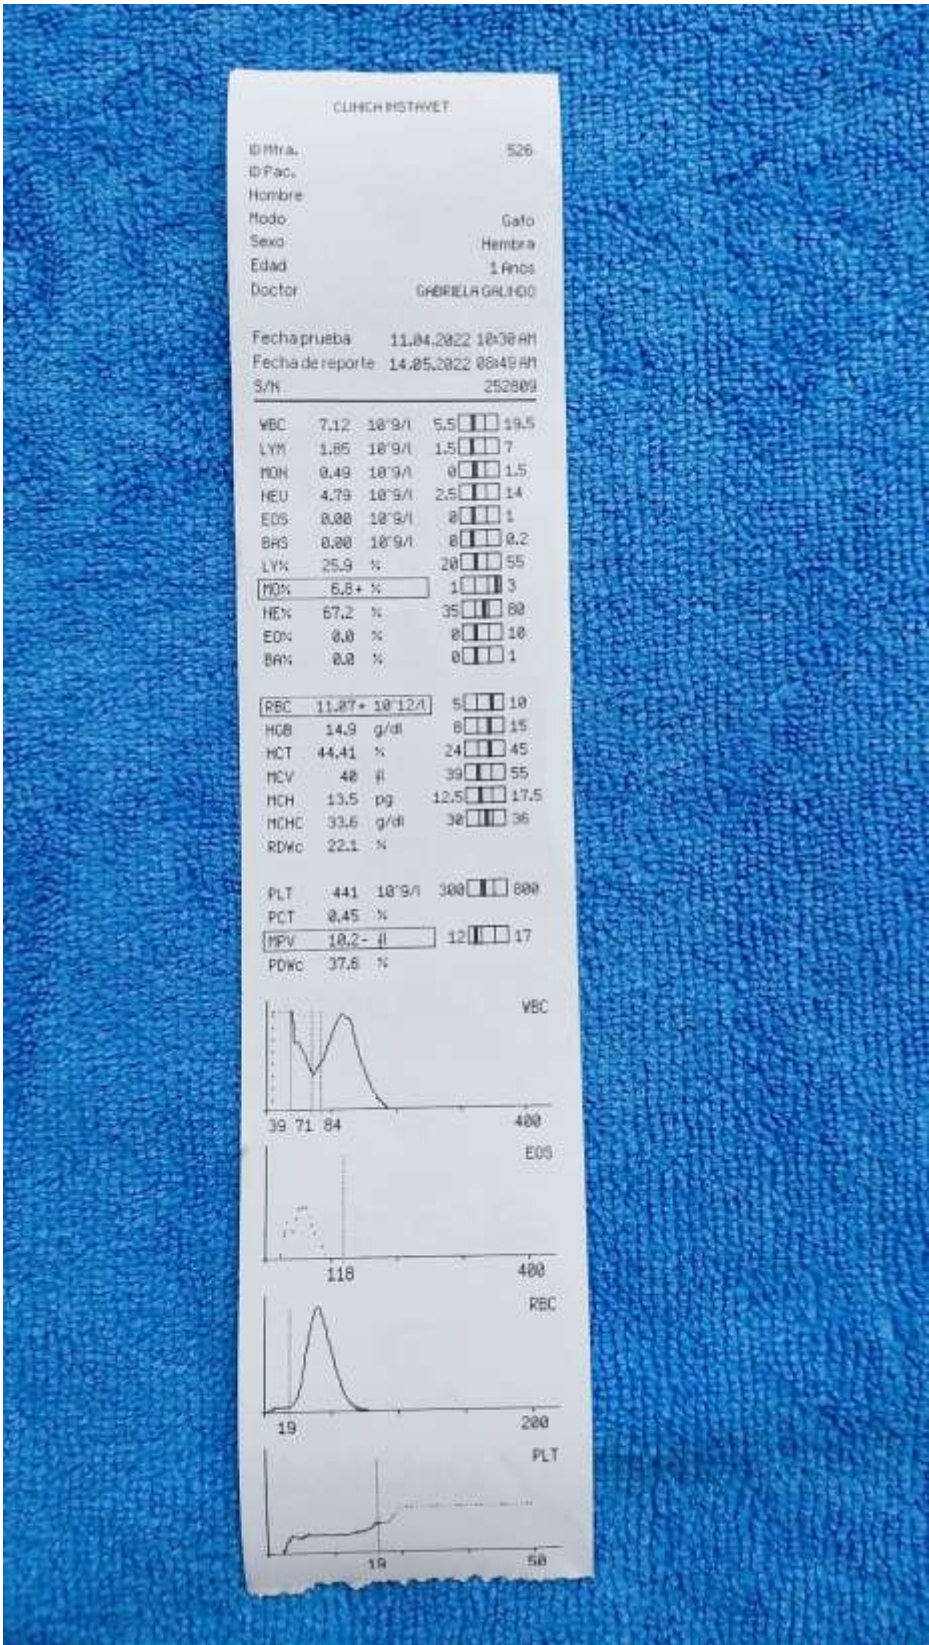 CLINICA INSTAVET
ID Mtra. 526
ID Pac.
Nombre
Modo Gato
Sexo Hembra
Edad 1 Anos
Doctor GABRIELA GALINDO
Fecha prueba 11.04.2022 10:30 AM
Fecha de reporte 14.05.2022 08:49 AM
S/N 252809
WBC 7.12 10^9/l 5.5 19.5
LYM 1.85 10^9/l 1.5 7
MON 0.49 10^9/l 0 1.5
NEU 4.79 10^9/l 2.5 14
EOS 0.00 10^9/l 0 1
BAS 0.00 10^9/l 0 0.2
LY% 25.9 % 20 55
MO% 6.8+ % 1 3
NE% 67.2 % 35 80
EO% 0.0 % 0 10
BA% 0.0 % 0 1
RBC 11.07+ 10^12/l 5 10
HGB 14.9 g/dl 8 15
HCT 44.41 % 24 45
MCV 40 fl 39 55
MCH 13.5 pg 12.5 17.5
MCHC 33.6 g/dl 30 36
RDWc 22.1 %
PLT 441 10^9/l 300 800
PCT 0.45 %
MPV 10.2- fl 12 17
PDWc 37.6 %
WBC
39 71 84 400
EOS
118 400
RBC
19 200
PLT
19 50